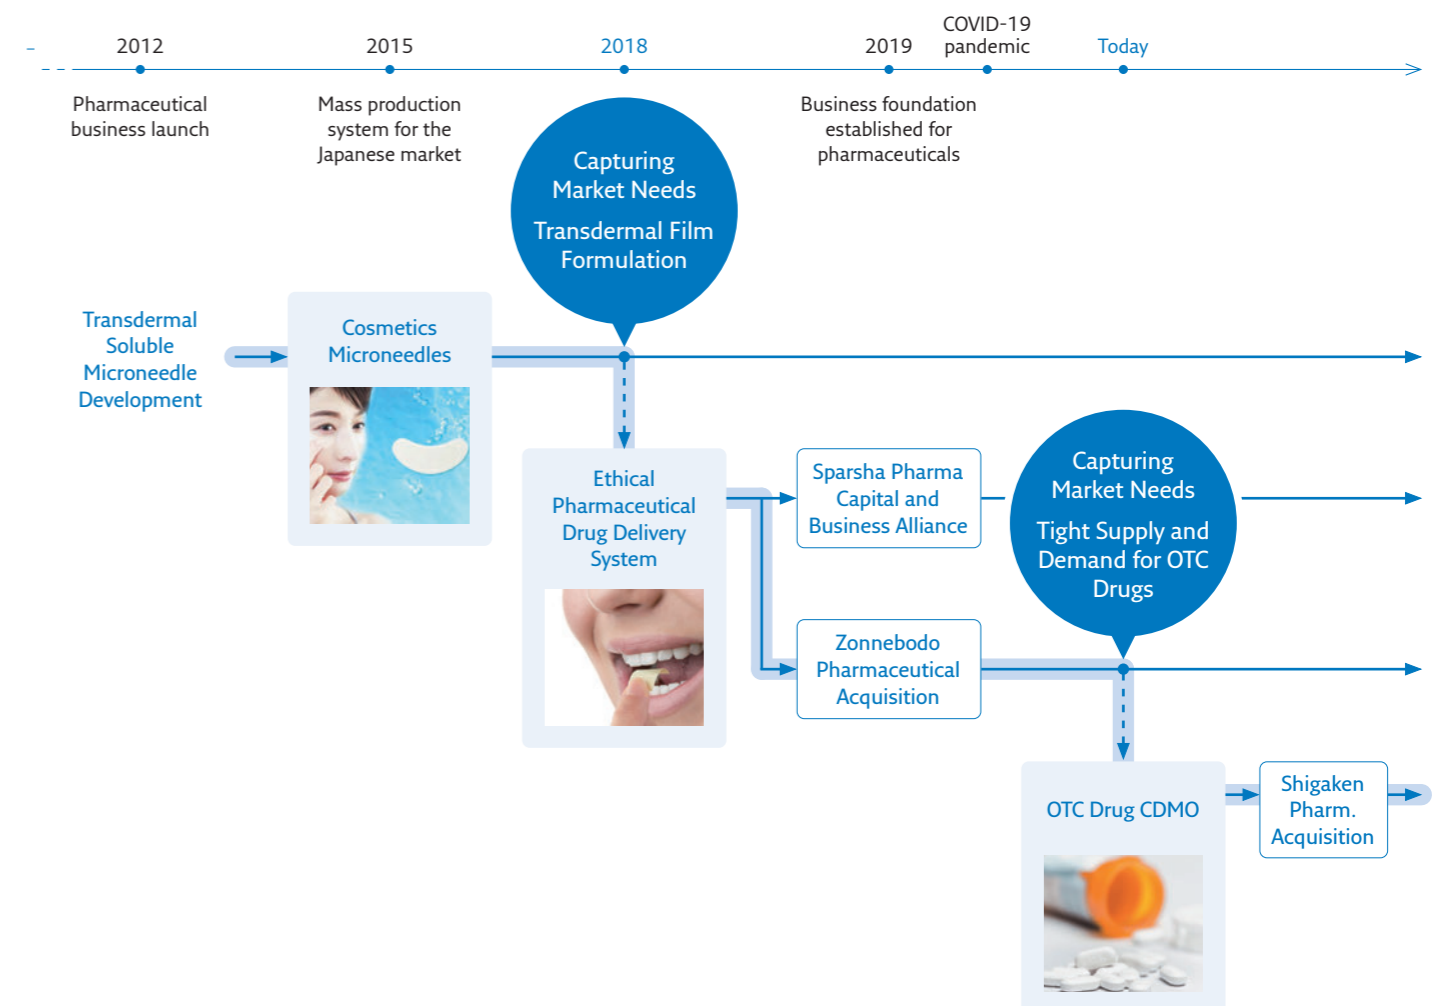 –
2012
2015
2018
2019
COVID-19
pandemic
Today
Pharmaceutical
business launch
Mass production
system for the
Japanese market
Business foundation
established for
pharmaceuticals
Capturing
Market Needs
Transdermal Film
Formulation
Transdermal
Soluble
Microneedle
Development
Cosmetics
Microneedles
Ethical
Pharmaceutical
Drug Delivery
System
Sparsha Pharma
Capital and
Business Alliance
Capturing
Market Needs
Tight Supply and
Demand for OTC
Drugs
Zonnebodo
Pharmaceutical
Acquisition
OTC Drug CDMO
Shigaken
Pharm.
Acquisition